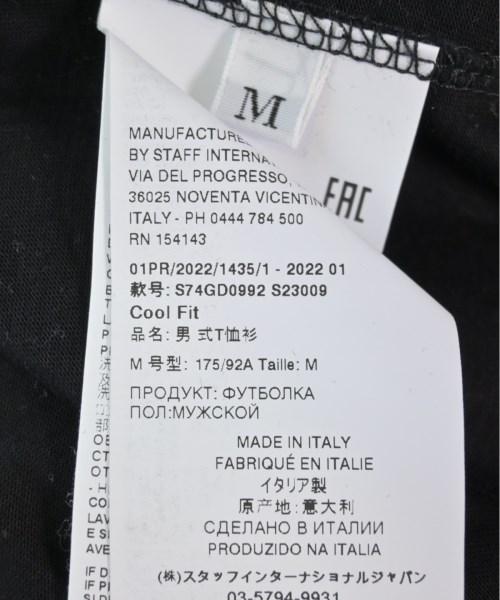 M
MANUFACTURE
BY STAFF INTERNA
VIA DEL PROGRESSO,
36025 NOVENTA VICENTIN
ITALY - PH 0444 784 500
RN 154143
EAC
01PR/2022/1435/1 - 2022 01
款号: S74GD0992 S23009
Cool Fit
品名: 男 式T恤衫
M 号型: 175/92A Taille: M
ПРОДУКТ: ФУТБОЛКА
ПОЛ:МУЖСКОЙ
MADE IN ITALY
FABRIQUÉ EN ITALIE
イタリア製
原产地: 意大利
СДЕЛАНО В ИТАЛИИ
PRODUZIDO NA ITALIA
(株)スタッフインターナショナルジャパン
03-5794-9931